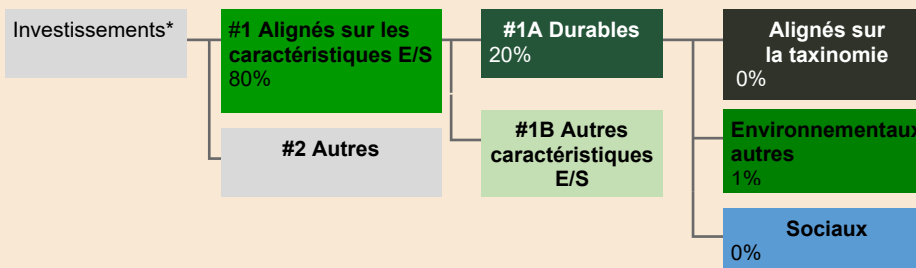 Investissements*
#1 Alignés sur les
caractéristiques E/S
80%
#2 Autres
#1A Durables
20%
#1B Autres
caractéristiques
E/S
Alignés sur
la taxinomie
0%
Environnementaux
autres
1%
Sociaux
0%